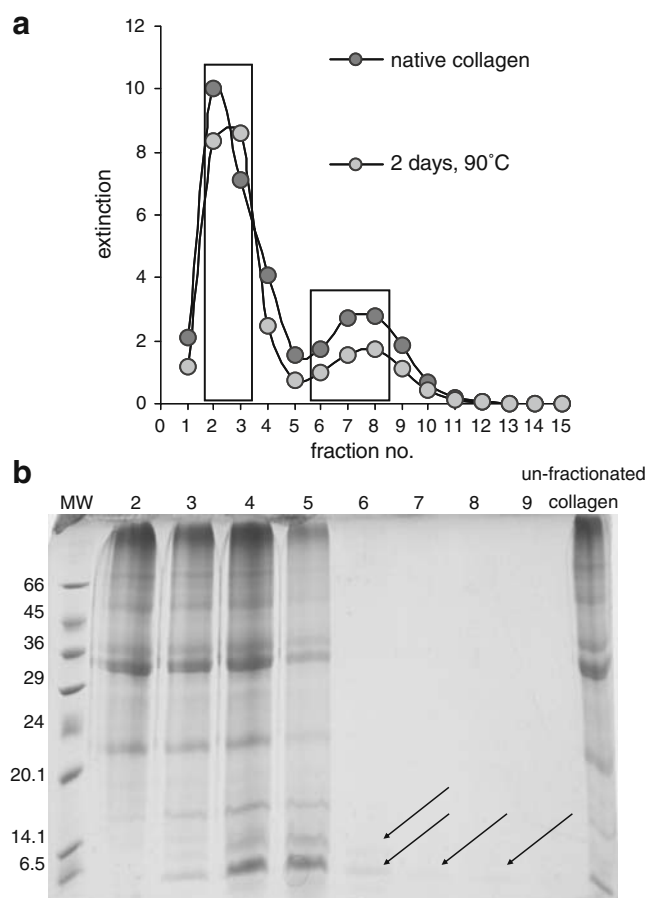 a
12
10
8
6
4
2
0
extinction
native collagen
2 days, 90˚C
0 1 2 3 4 5 6 7 8 9 10 11 12 13 14 15
fraction no.
b
un-fractionated
MW 2 3 4 5 6 7 8 9 collagen
66
45
36
29
24
20.1
14.1
6.5